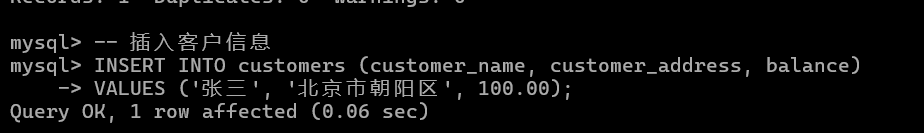 Records: 1  Duplicates: 0  Warnings: 0
mysql> -- 插入客户信息
mysql> INSERT INTO customers (customer_name, customer_address, balance)
    -> VALUES ('张三', '北京市朝阳区', 100.00);
Query OK, 1 row affected (0.06 sec)